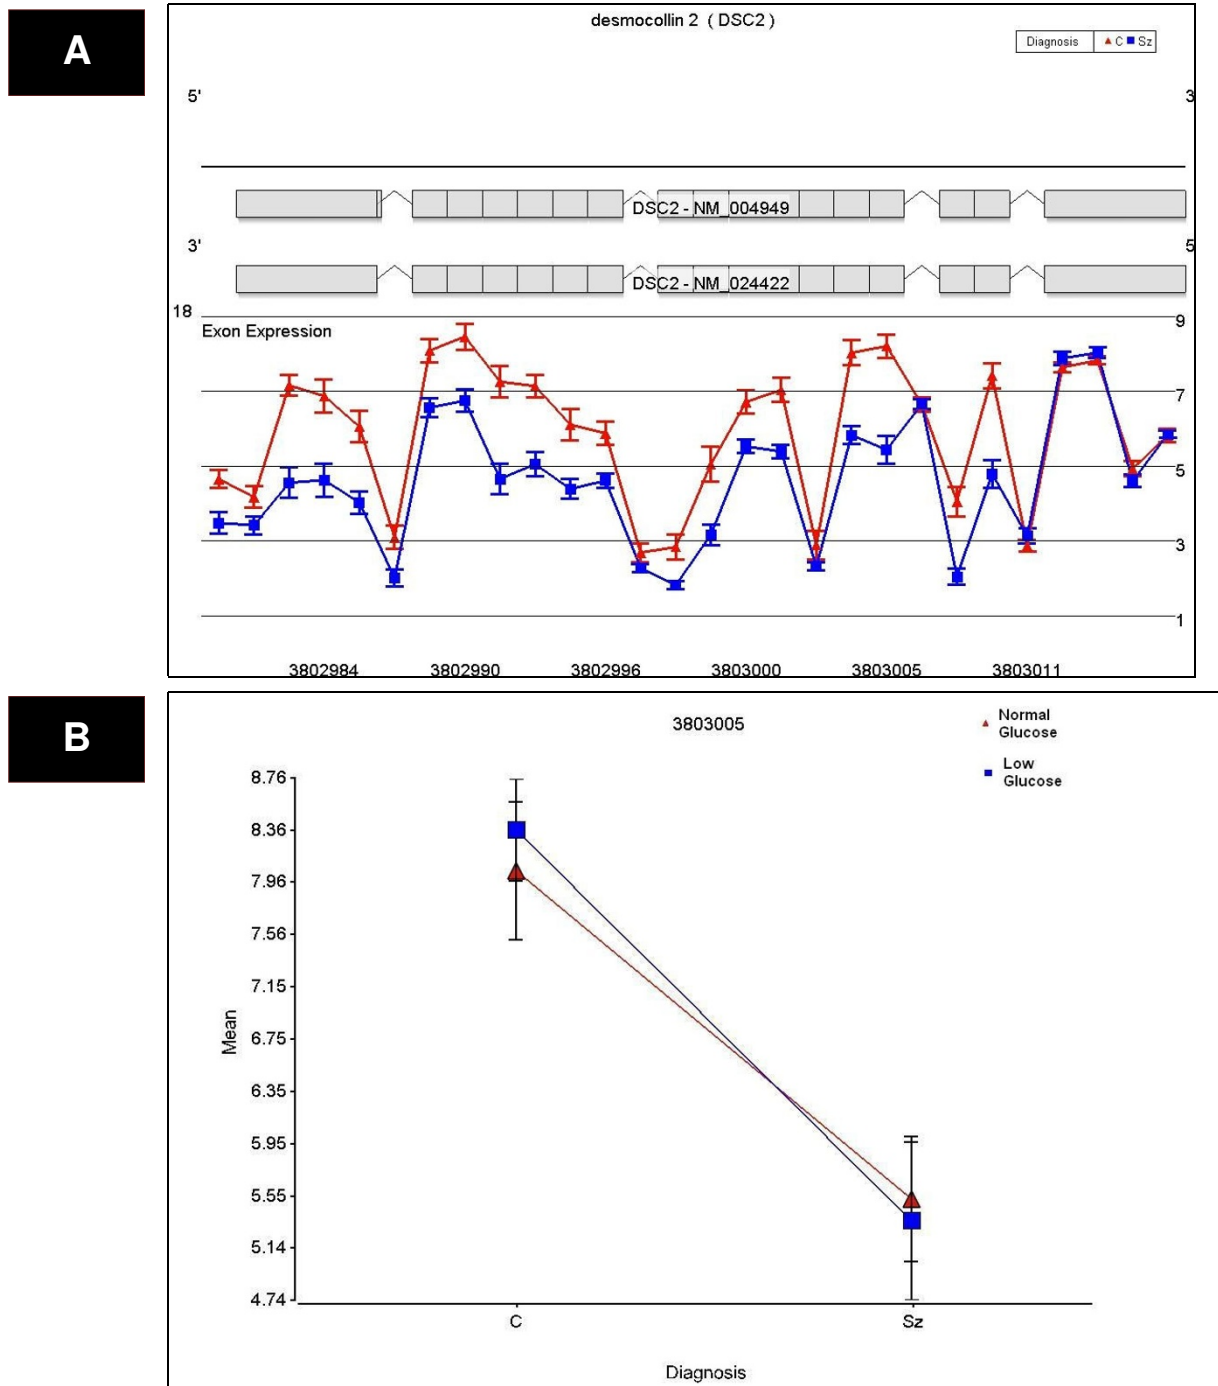 A
desmocollin 2 ( DSC2 )
Diagnosis C Sz
5' 3
DSC2 - NM_004949
3' 5
DSC2 - NM_024422
18 9
Exon Expression
7
5
3
1
3802984 3802990 3802996 3803000 3803005 3803011
B
3803005
Normal
Glucose
Low
Glucose
8.76
8.36
7.96
7.56
7.15
6.75
6.35
5.95
5.55
5.14
4.74
Mean
C Sz
Diagnosis